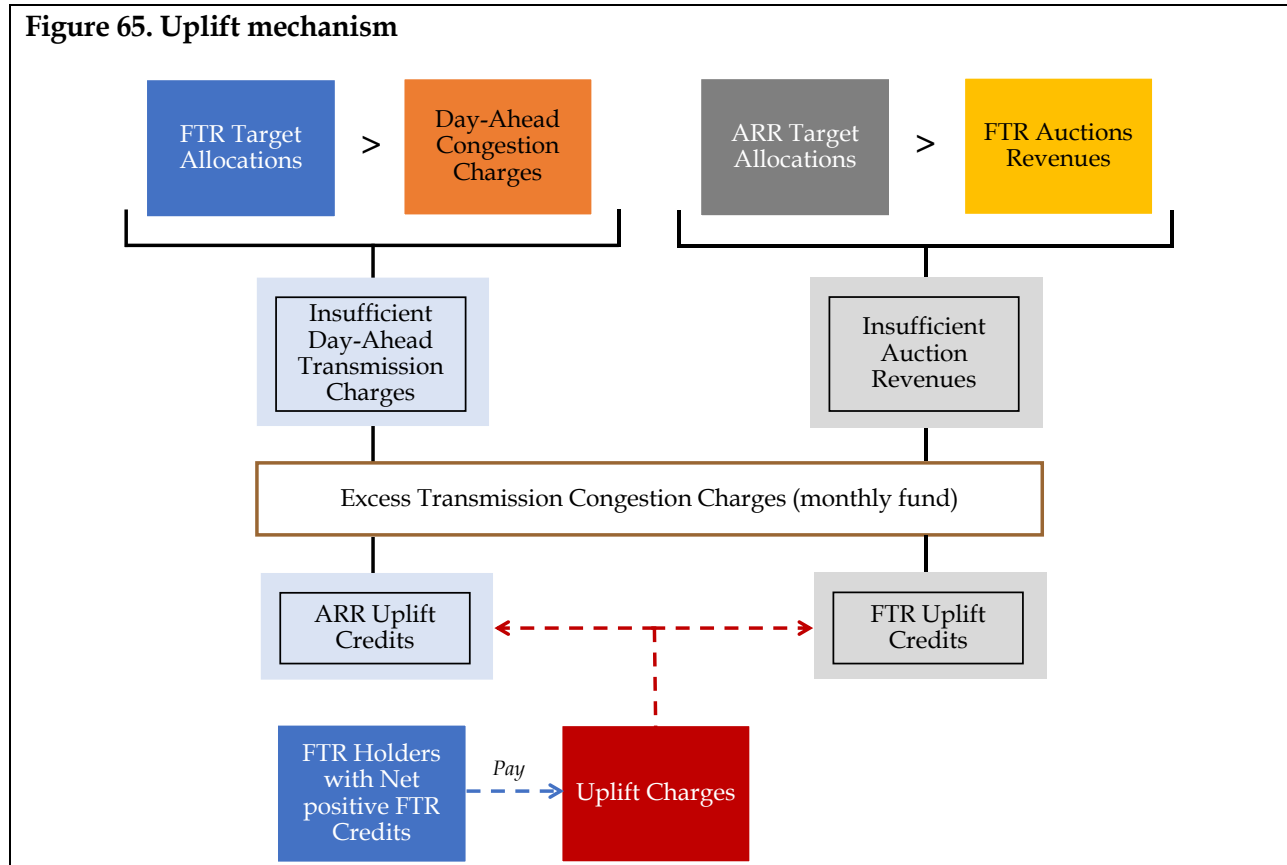 Figure 65. Uplift mechanism
FTR Target
Allocations
>
Day-Ahead
Congestion
Charges
ARR Target
Allocations
>
FTR Auctions
Revenues
Insufficient
Day-Ahead
Transmission
Charges
Insufficient
Auction
Revenues
Excess Transmission Congestion Charges (monthly fund)
ARR Uplift
Credits
FTR Uplift
Credits
FTR Holders
with Net
positive FTR
Credits
Pay
Uplift Charges